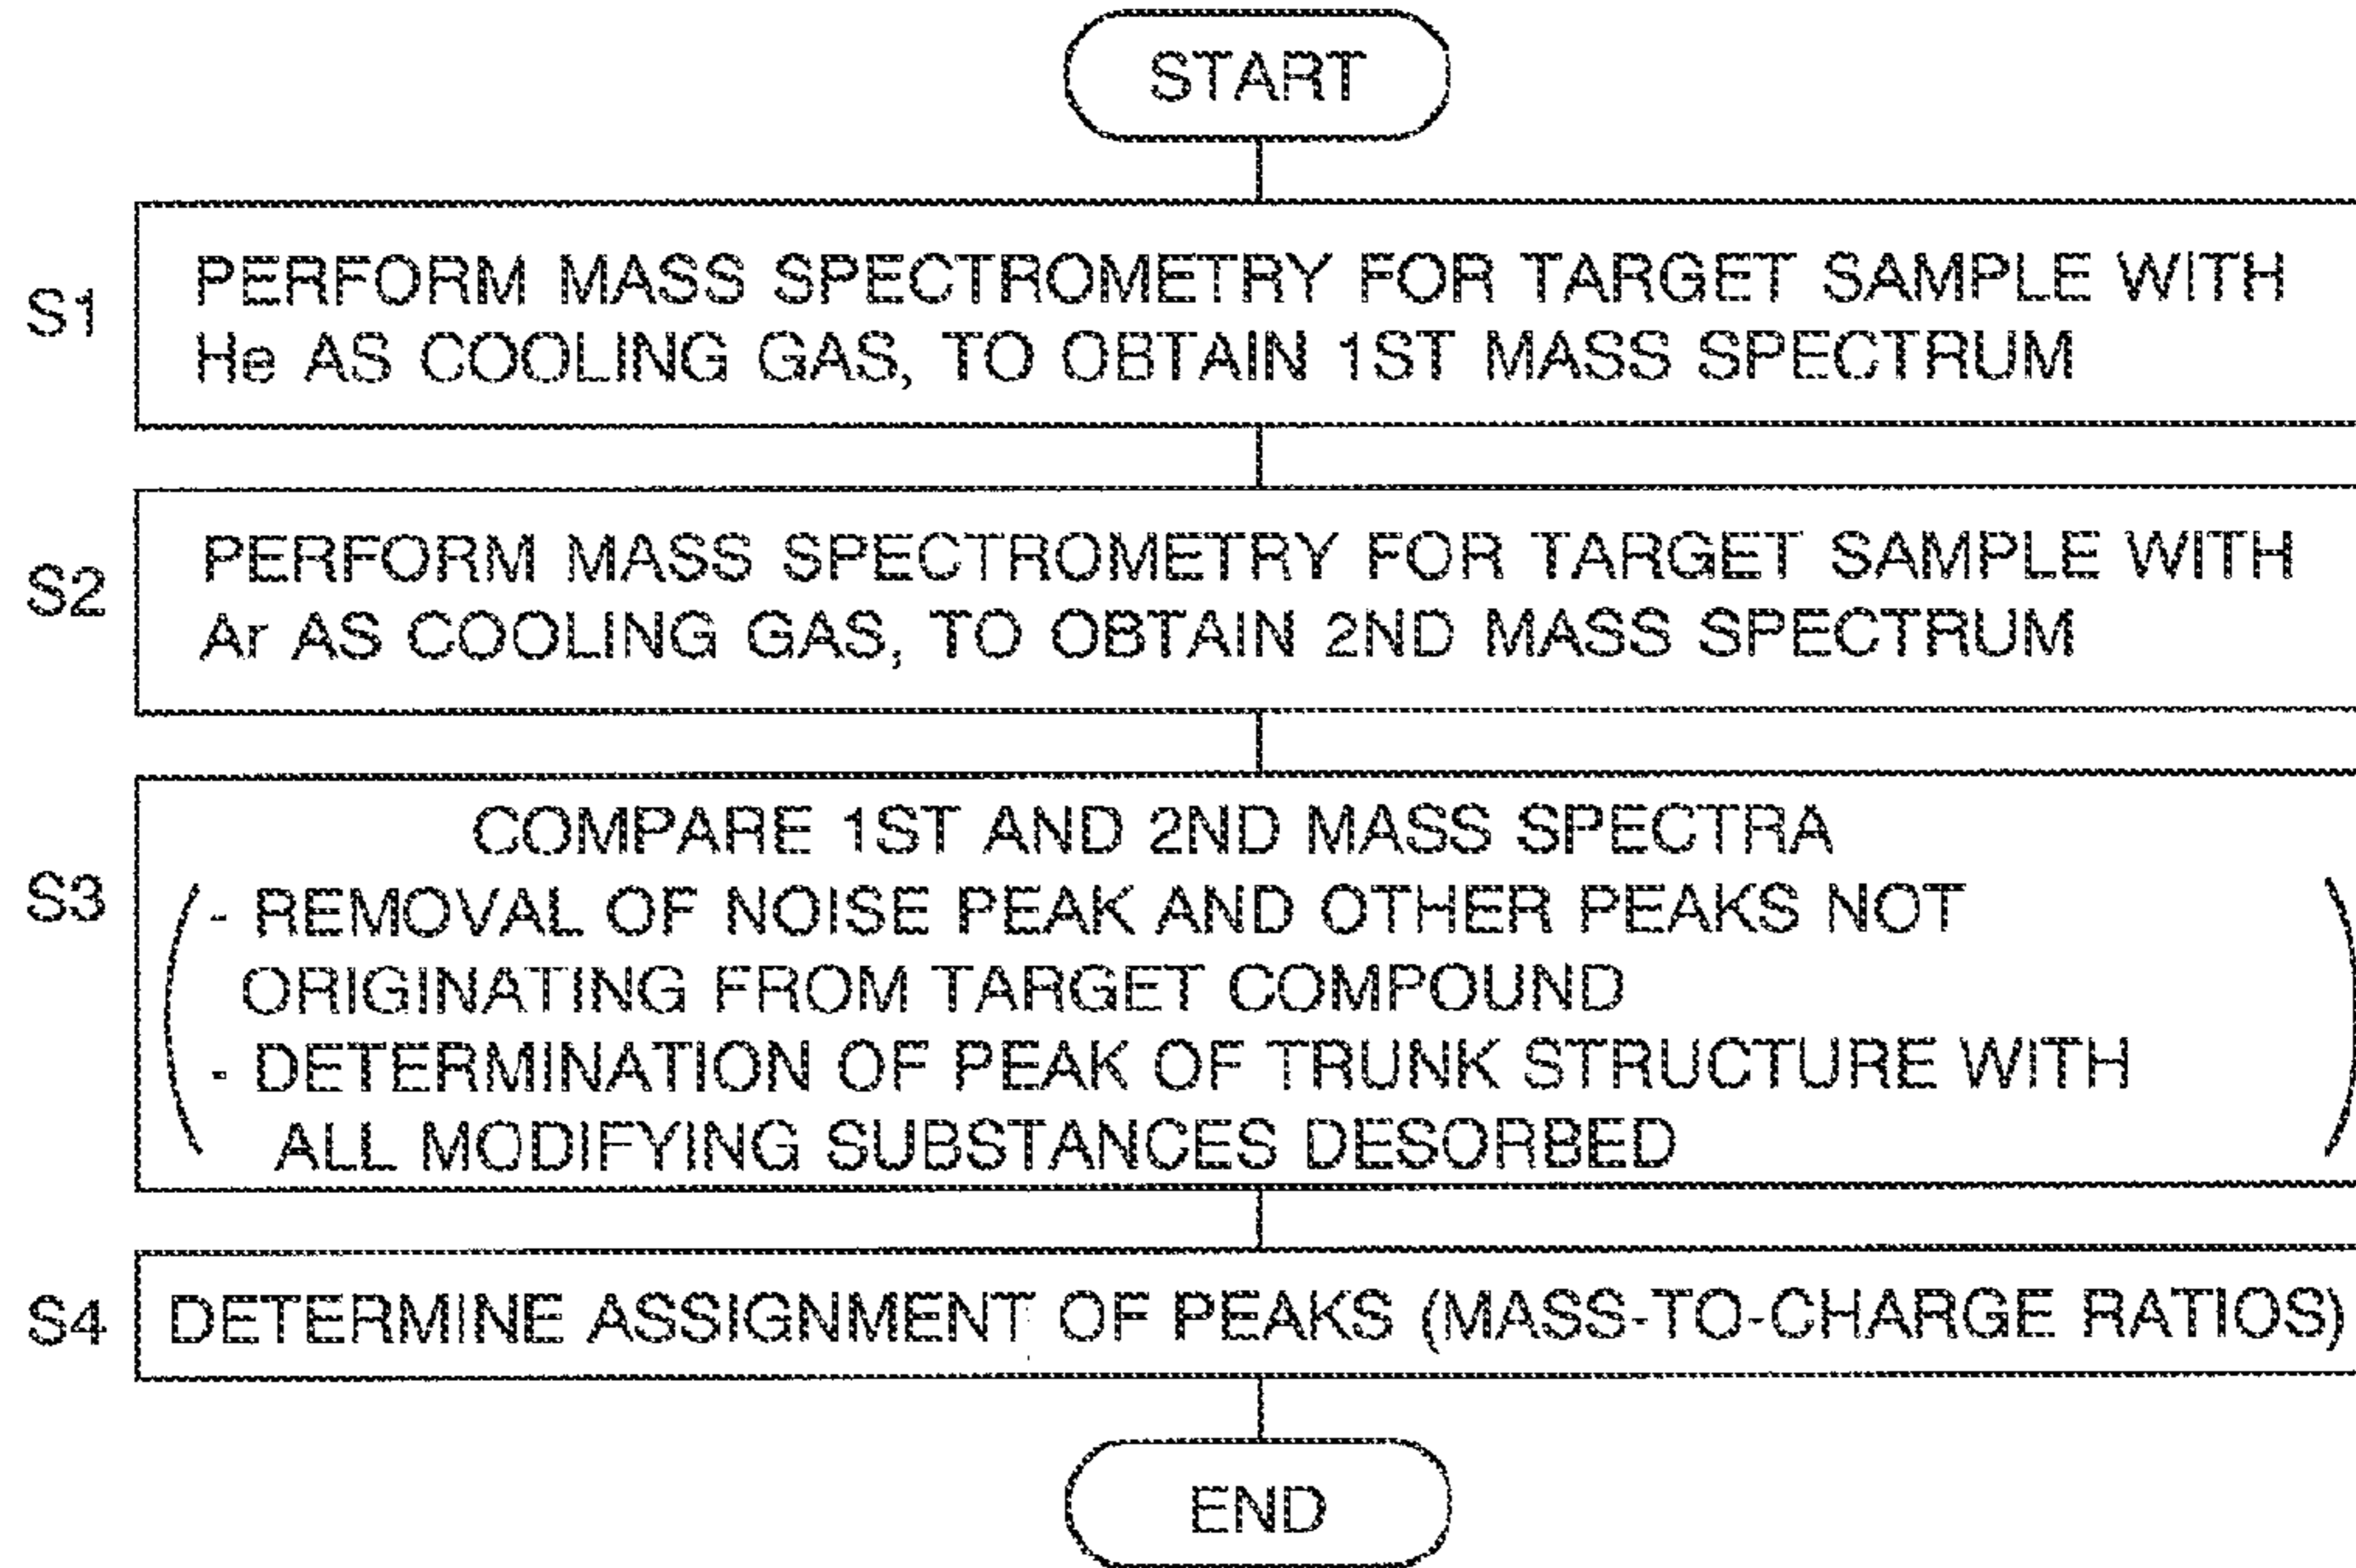 START
S1
PERFORM MASS SPECTROMETRY FOR TARGET SAMPLE WITH
He AS COOLING GAS, TO OBTAIN 1ST MASS SPECTRUM
S2
PERFORM MASS SPECTROMETRY FOR TARGET SAMPLE WITH
Ar AS COOLING GAS, TO OBTAIN 2ND MASS SPECTRUM
S3
COMPARE 1ST AND 2ND MASS SPECTRA
- REMOVAL OF NOISE PEAK AND OTHER PEAKS NOT
ORIGINATING FROM TARGET COMPOUND
- DETERMINATION OF PEAK OF TRUNK STRUCTURE WITH
ALL MODIFYING SUBSTANCES DESORBED
S4
DETERMINE ASSIGNMENT OF PEAKS (MASS-TO-CHARGE RATIOS)
END